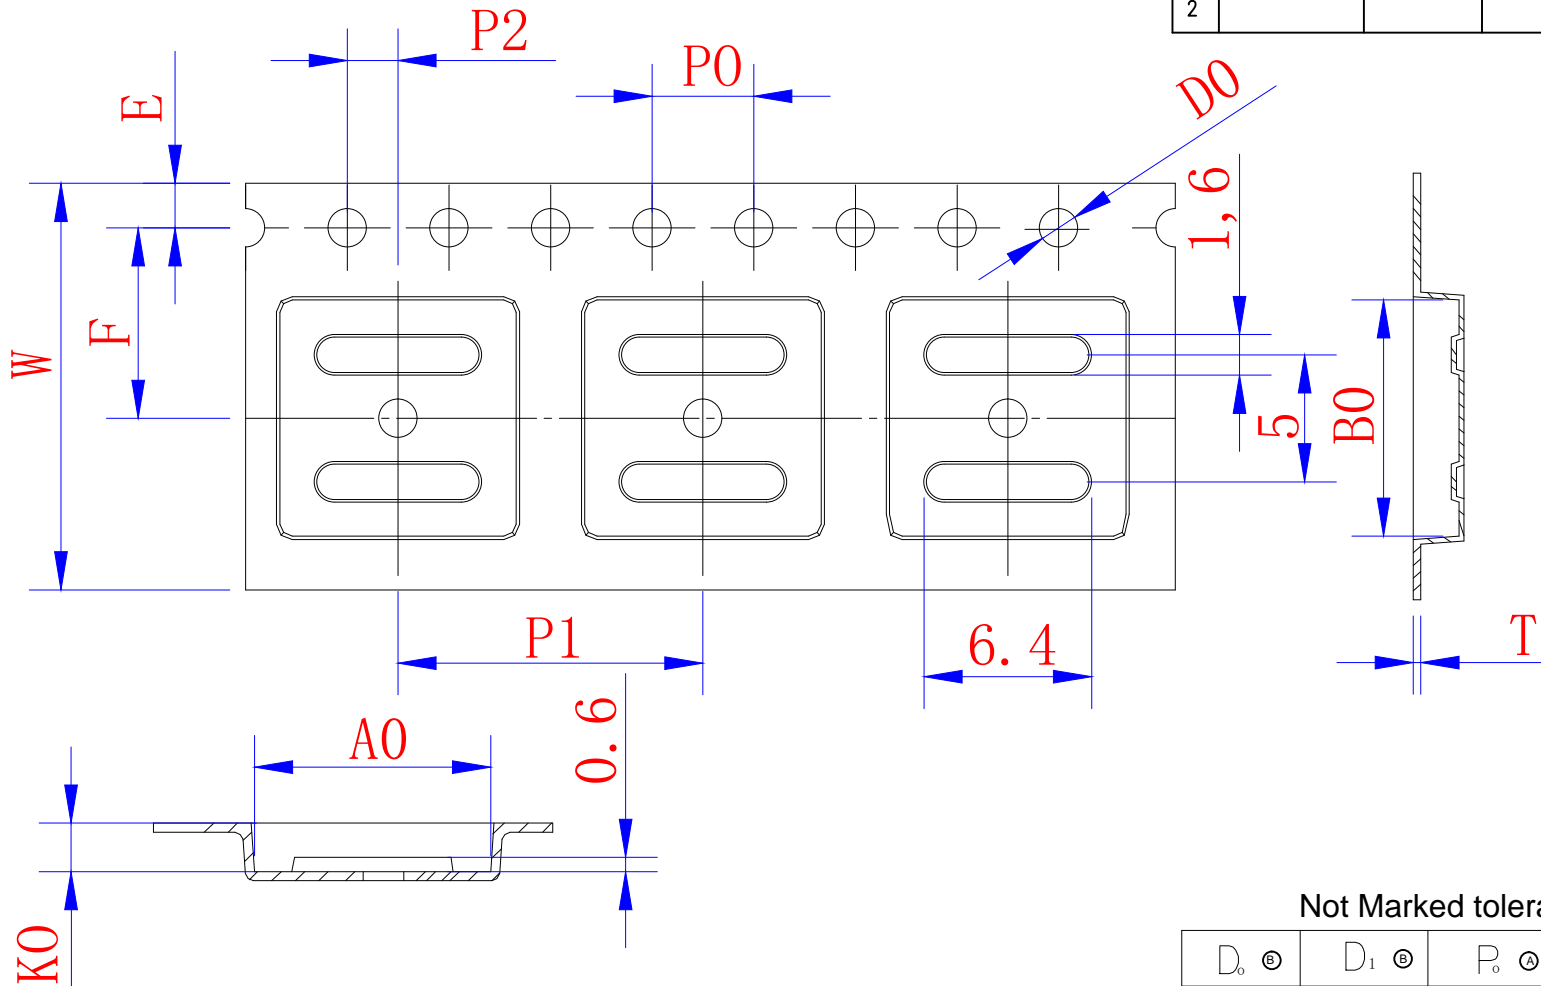 2
P2
P0
D0
E
1,6
F
W
5
B0
P1
6.4
T
A0
0.6
K0
Not Marked tolera
D₀ Ⓑ D₁ Ⓑ P₀ Ⓐ